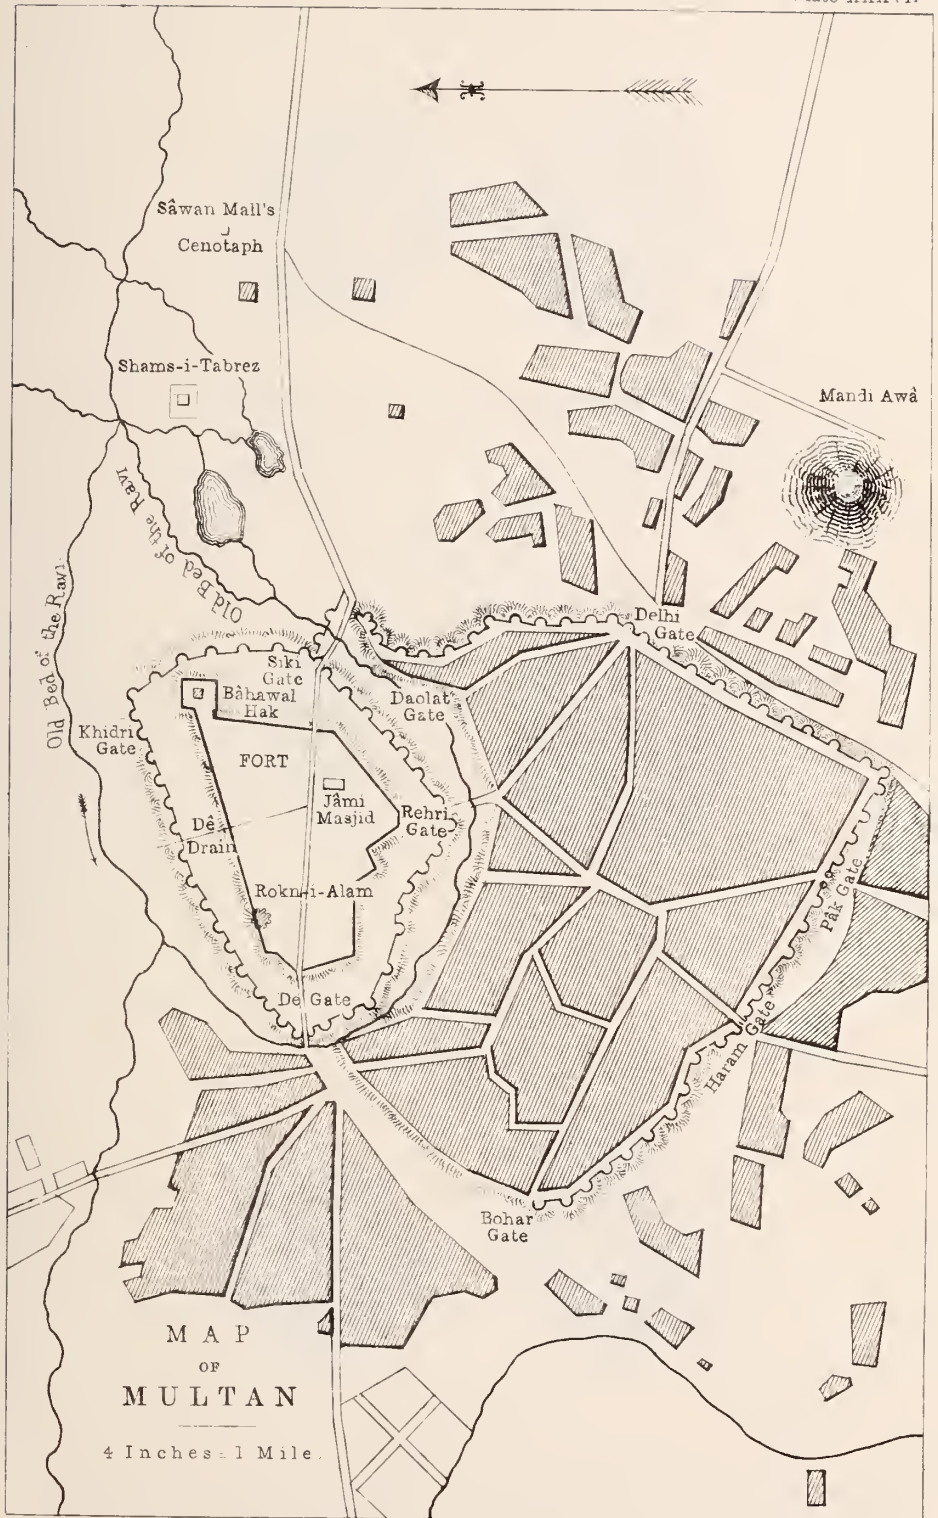 Sâwan Mall's
Cenotaph
Shams-i-Tabrez
Mandi Awâ
Old Bed of the Ravi
Old Bed of the Ravi
Delhi
Gate
Siki
Gate
Bâhawal
Hak
Daolat
Gate
Khidri
Gate
FORT
Jâmi
Masjid
Rehri
Gate
Dê
Drain
Rokn-i-Alam
Pâk Gate
De Gate
Haram Gate
Bohar
Gate
MAP
OF
MULTAN
4 Inches = 1 Mile.